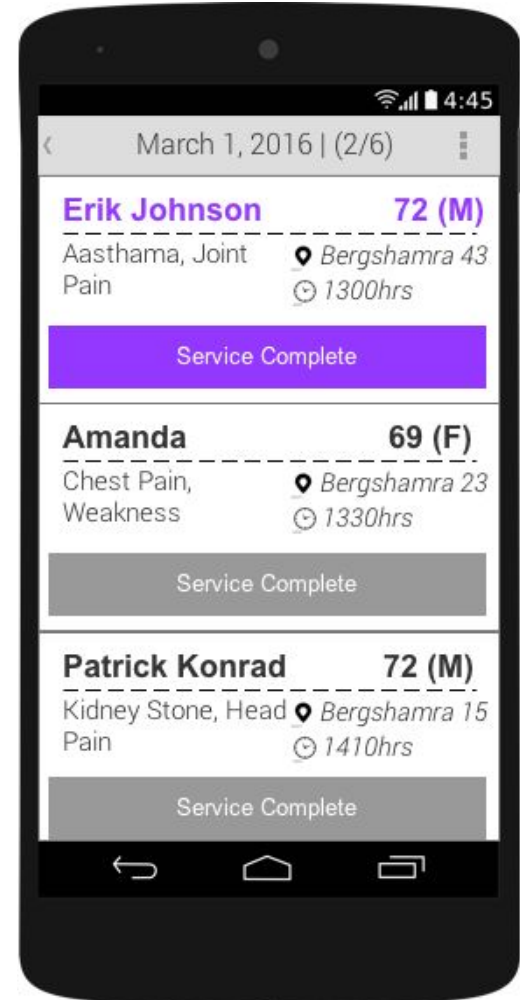 4:45
March 1, 2016 | (2/6)
Erik Johnson 72 (M)
Aasthama, Joint Bergshamra 43
Pain 1300hrs
Service Complete
Amanda 69 (F)
Chest Pain, Bergshamra 23
Weakness 1330hrs
Service Complete
Patrick Konrad 72 (M)
Kidney Stone, Head Bergshamra 15
Pain 1410hrs
Service Complete